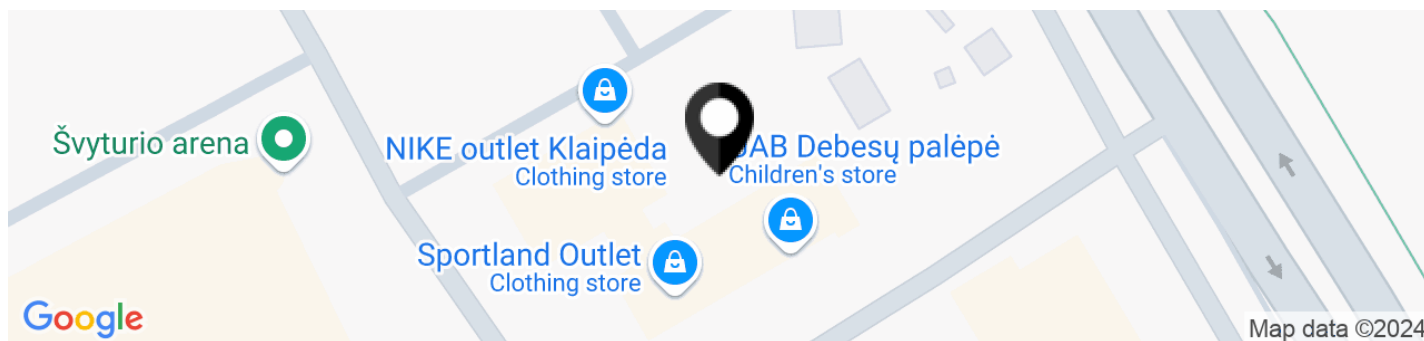 Švyturio arena
NIKE outlet Klaipėda
Clothing store
JAB Debesų palėpė
Children's store
Sportland Outlet
Clothing store
Google
Map data ©2024